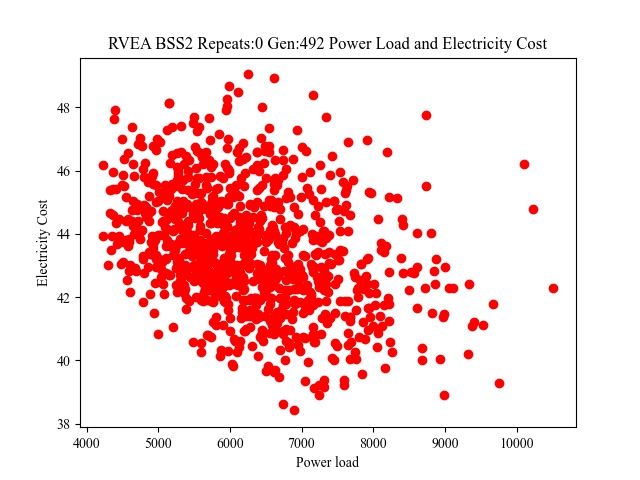 RVEA BSS2 Repeats:0 Gen:492 Power Load and Electricity Cost
48
46
44
42
40
38
Electricity Cost
4000 5000 6000 7000 8000 9000 10000
Power load